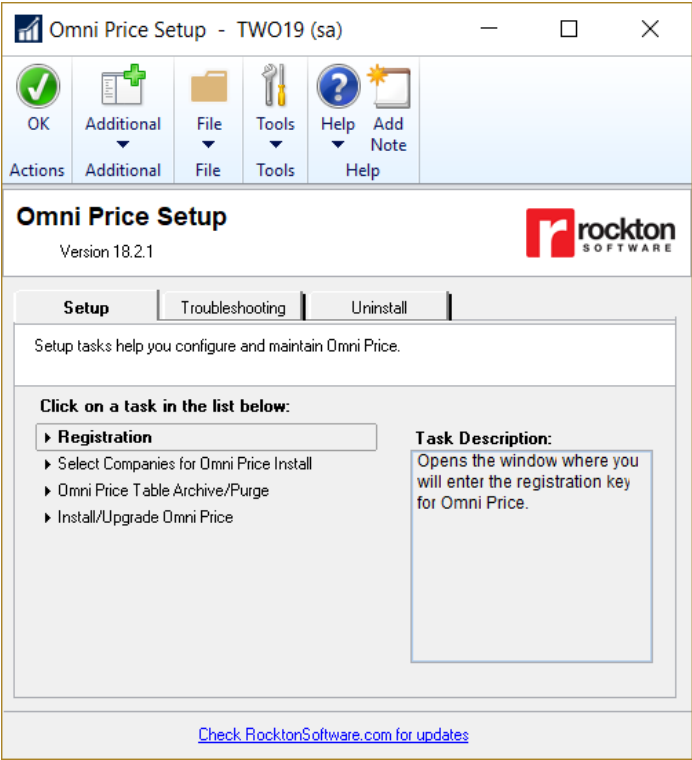 Omni Price Setup - TWO19 (sa)
OK
Additional
File
Tools
Help
Add Note
Actions
Additional
File
Tools
Help
Omni Price Setup
Version 18.2.1
rockton
SOFTWARE
Setup
Troubleshooting
Uninstall
Setup tasks help you configure and maintain Omni Price.
Click on a task in the list below:
Registration
Select Companies for Omni Price Install
Omni Price Table Archive/Purge
Install/Upgrade Omni Price
Task Description:
Opens the window where you
will enter the registration key
for Omni Price.
Check RocktonSoftware.com for updates